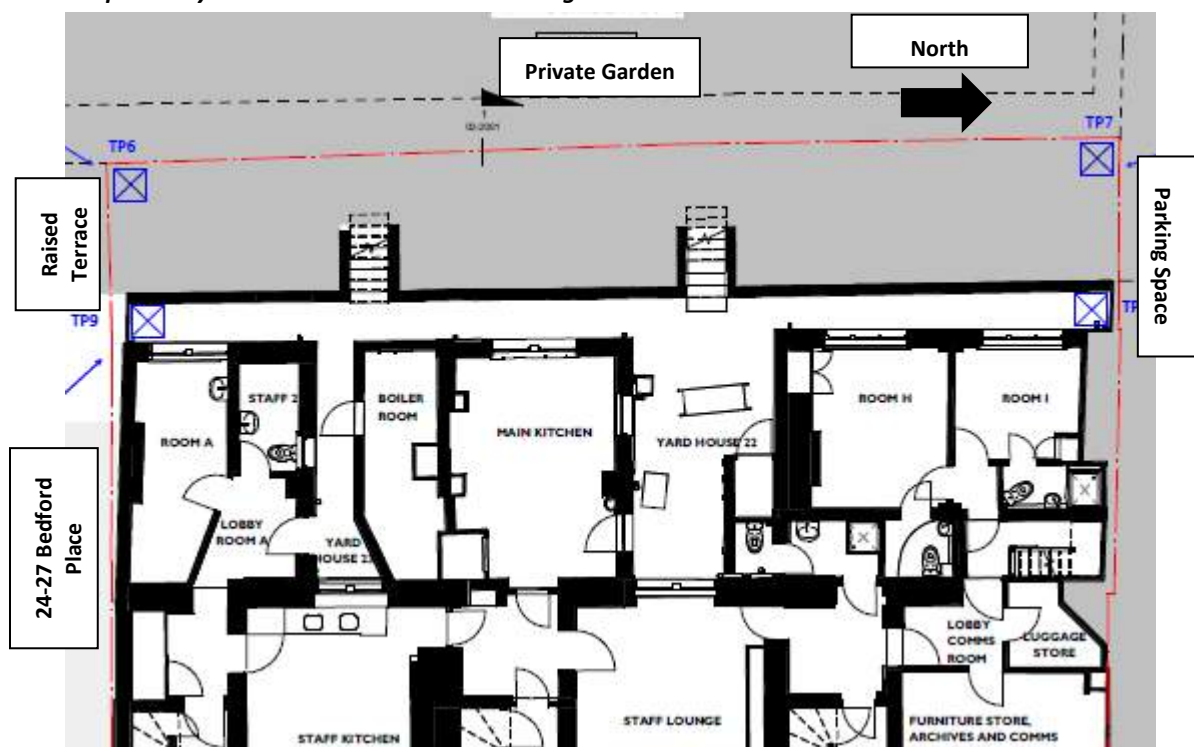 Private Garden
North
TP6
TP7
Raised
Terrace
Parking Space
TP9
STAFF 2
BOILER
ROOM
ROOM A
MAIN KITCHEN
YARD HOUSE 22
ROOM H
ROOM I
24-27 Bedford
Place
LOBBY
ROOM A
YARD
LOBBY
COMMS
ROOM
LUGGAGE
STORE
STAFF KITCHEN
STAFF LOUNGE
FURNITURE STORE,
ARCHIVES AND COMMS